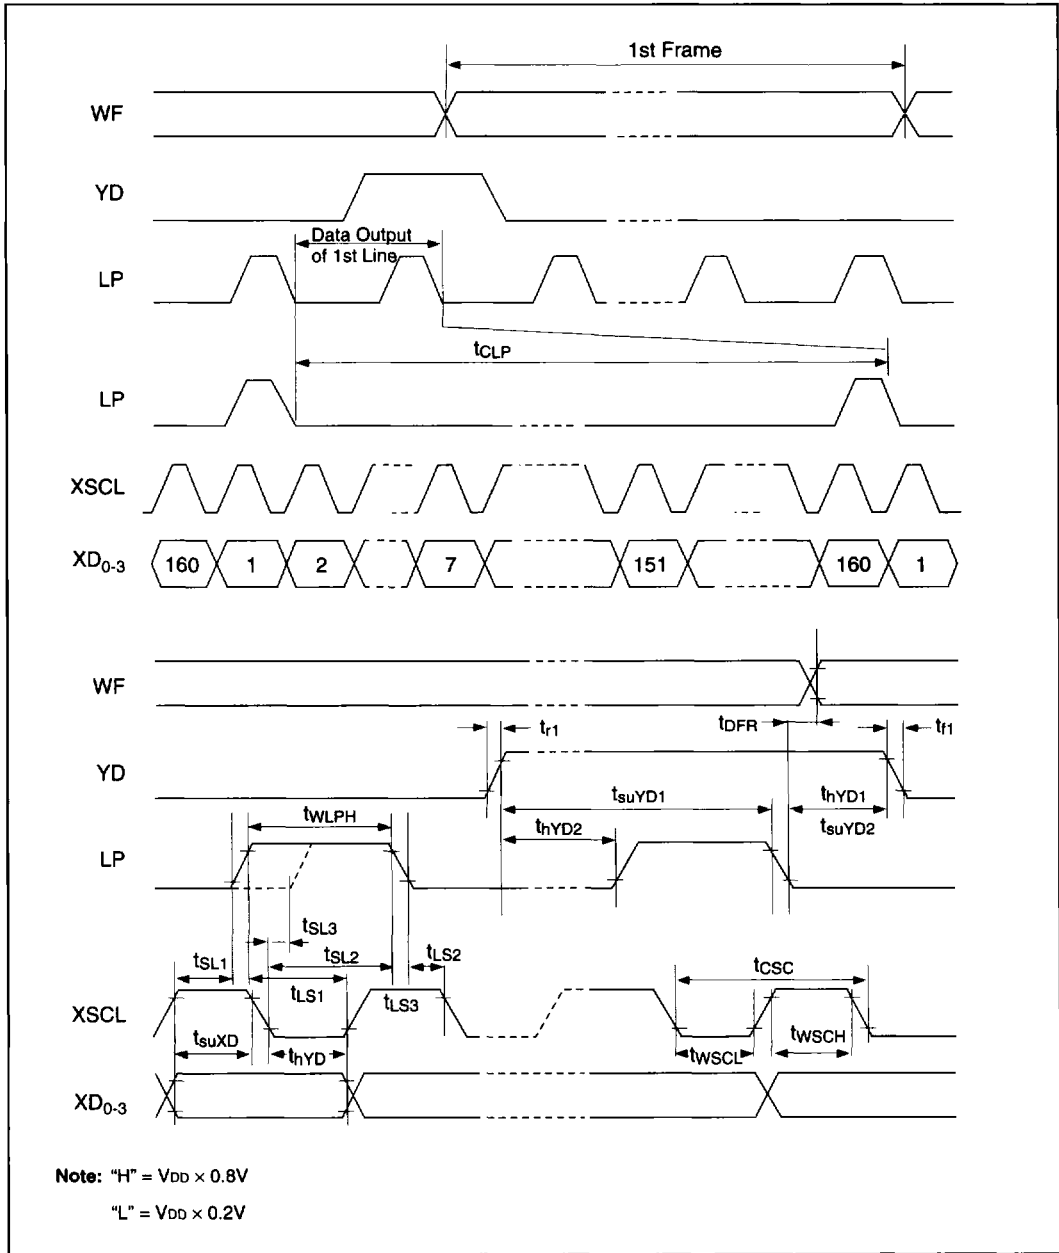 1st Frame
WF
YD
Data Output
of 1st Line
LP
tCLP
LP
XSCL
XD0-3 160 1 2 7 151 160 1
WF
tr1 tDFR tf1
YD
tsuYD1 thYD1
tWLPH thYD2 tsuYD2
LP
tSL3
tSL1 tSL2 tLS2 tCSC
tLS1 tLS3
XSCL
tsuXD thYD tWSCL tWSCH
XD0-3
Note: "H" = VDD × 0.8V
"L" = VDD × 0.2V